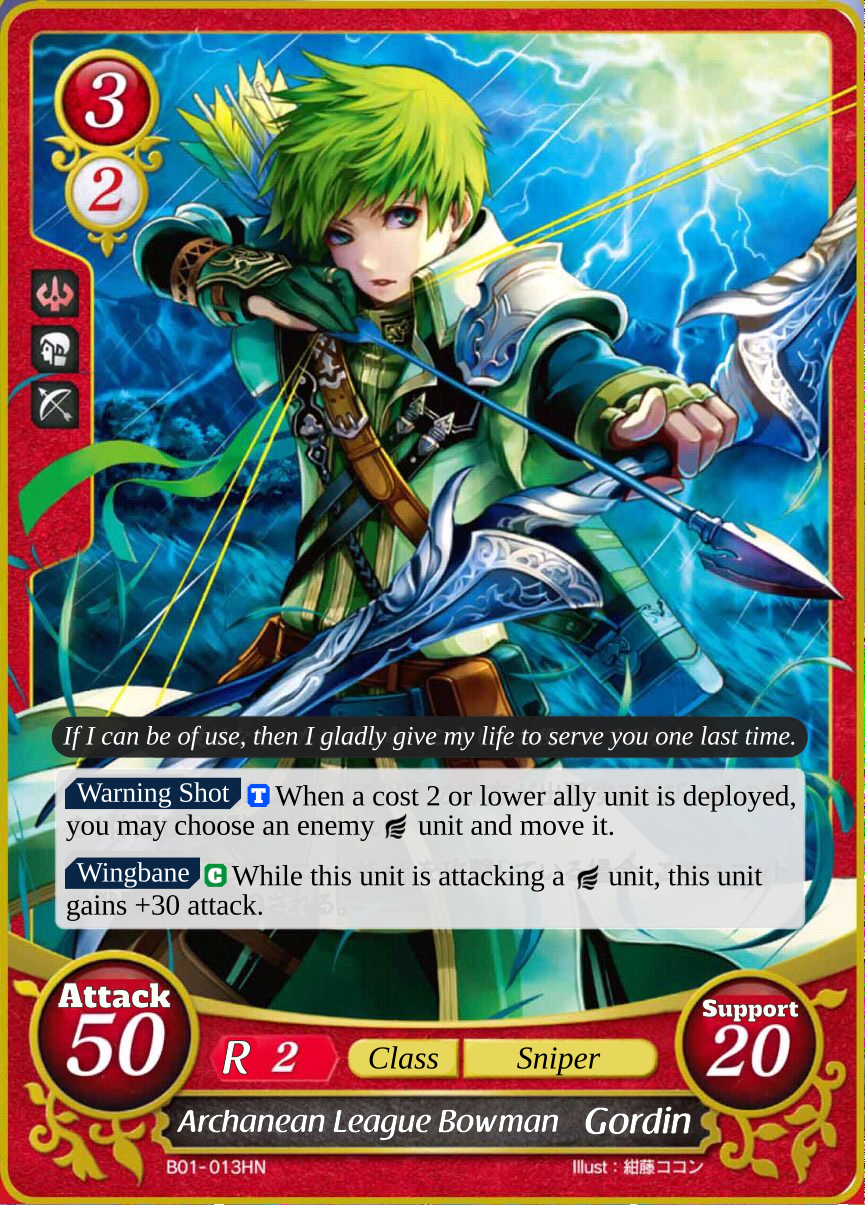 3
2
If I can be of use, then I gladly give my life to serve you one last time.
Warning Shot T When a cost 2 or lower ally unit is deployed,
you may choose an enemy unit and move it.
Wingbane C While this unit is attacking a unit, this unit
gains +30 attack.
Attack
50
R 2
Class
Sniper
Support
20
Archanean League Bowman Gordin
B01-013HN
Illust：紺藤ココン